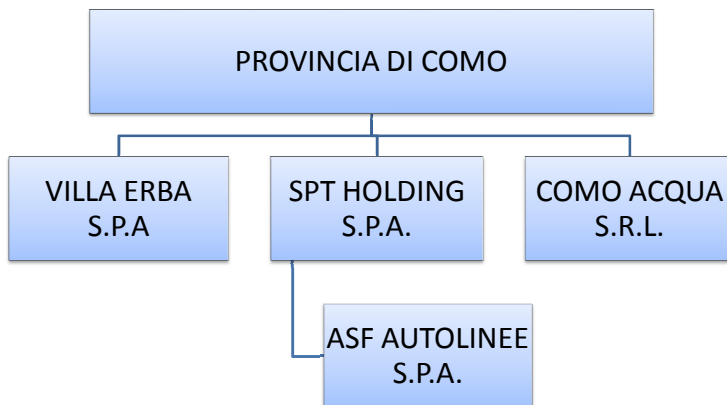 PROVINCIA DI COMO
VILLA ERBA
S.P.A
SPT HOLDING
S.P.A.
COMO ACQUA
S.R.L.
ASF AUTOLINEE
S.P.A.